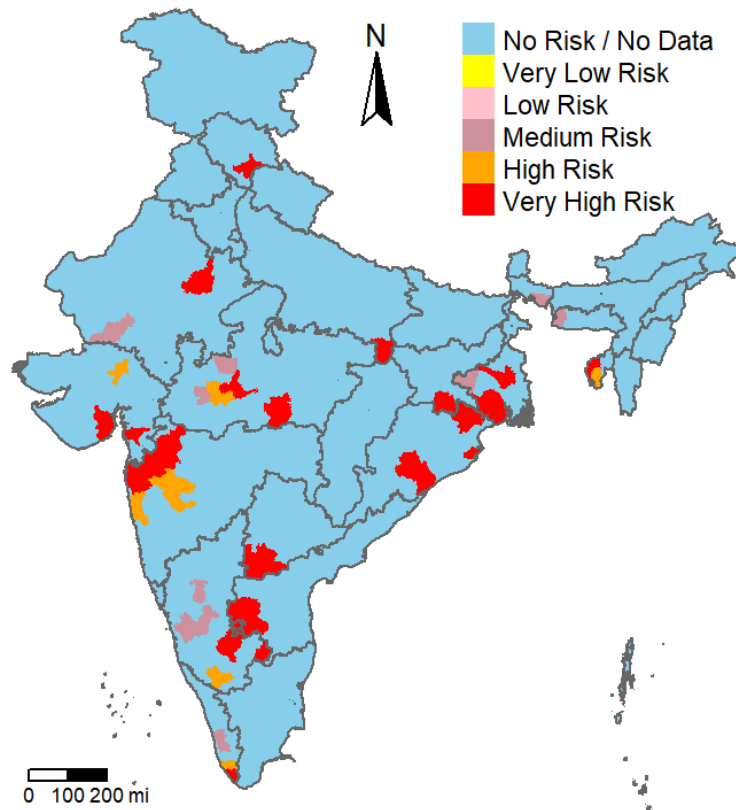 N
No Risk / No Data
Very Low Risk
Low Risk
Medium Risk
High Risk
Very High Risk
0 100 200 mi